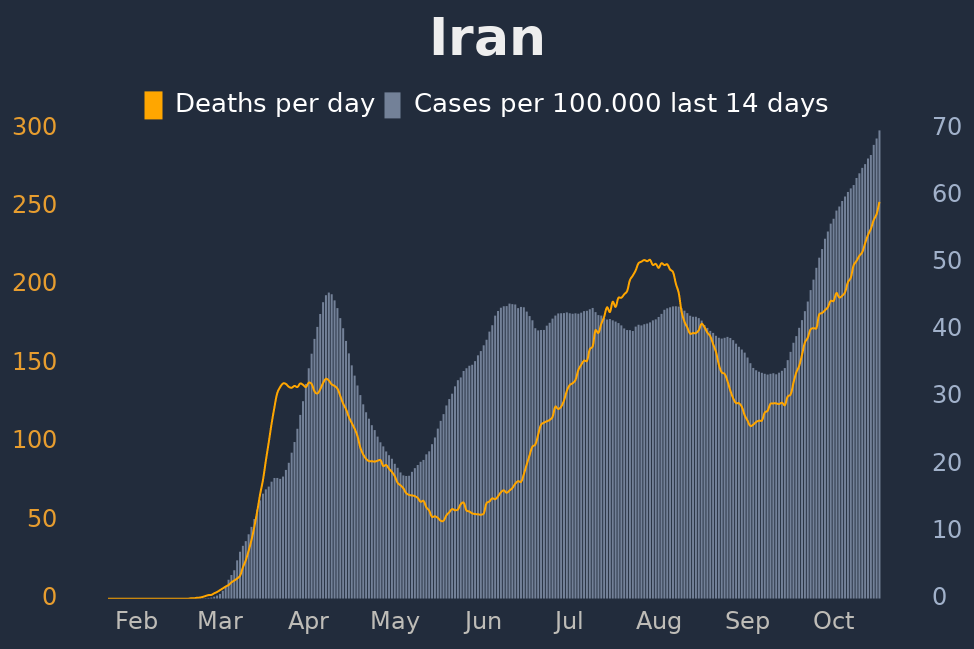 Iran
Deaths per day Cases per 100.000 last 14 days
300 70
250 60
200 50
150 40
100 30
50 20
0 10
0
Feb Mar Apr May Jun Jul Aug Sep Oct